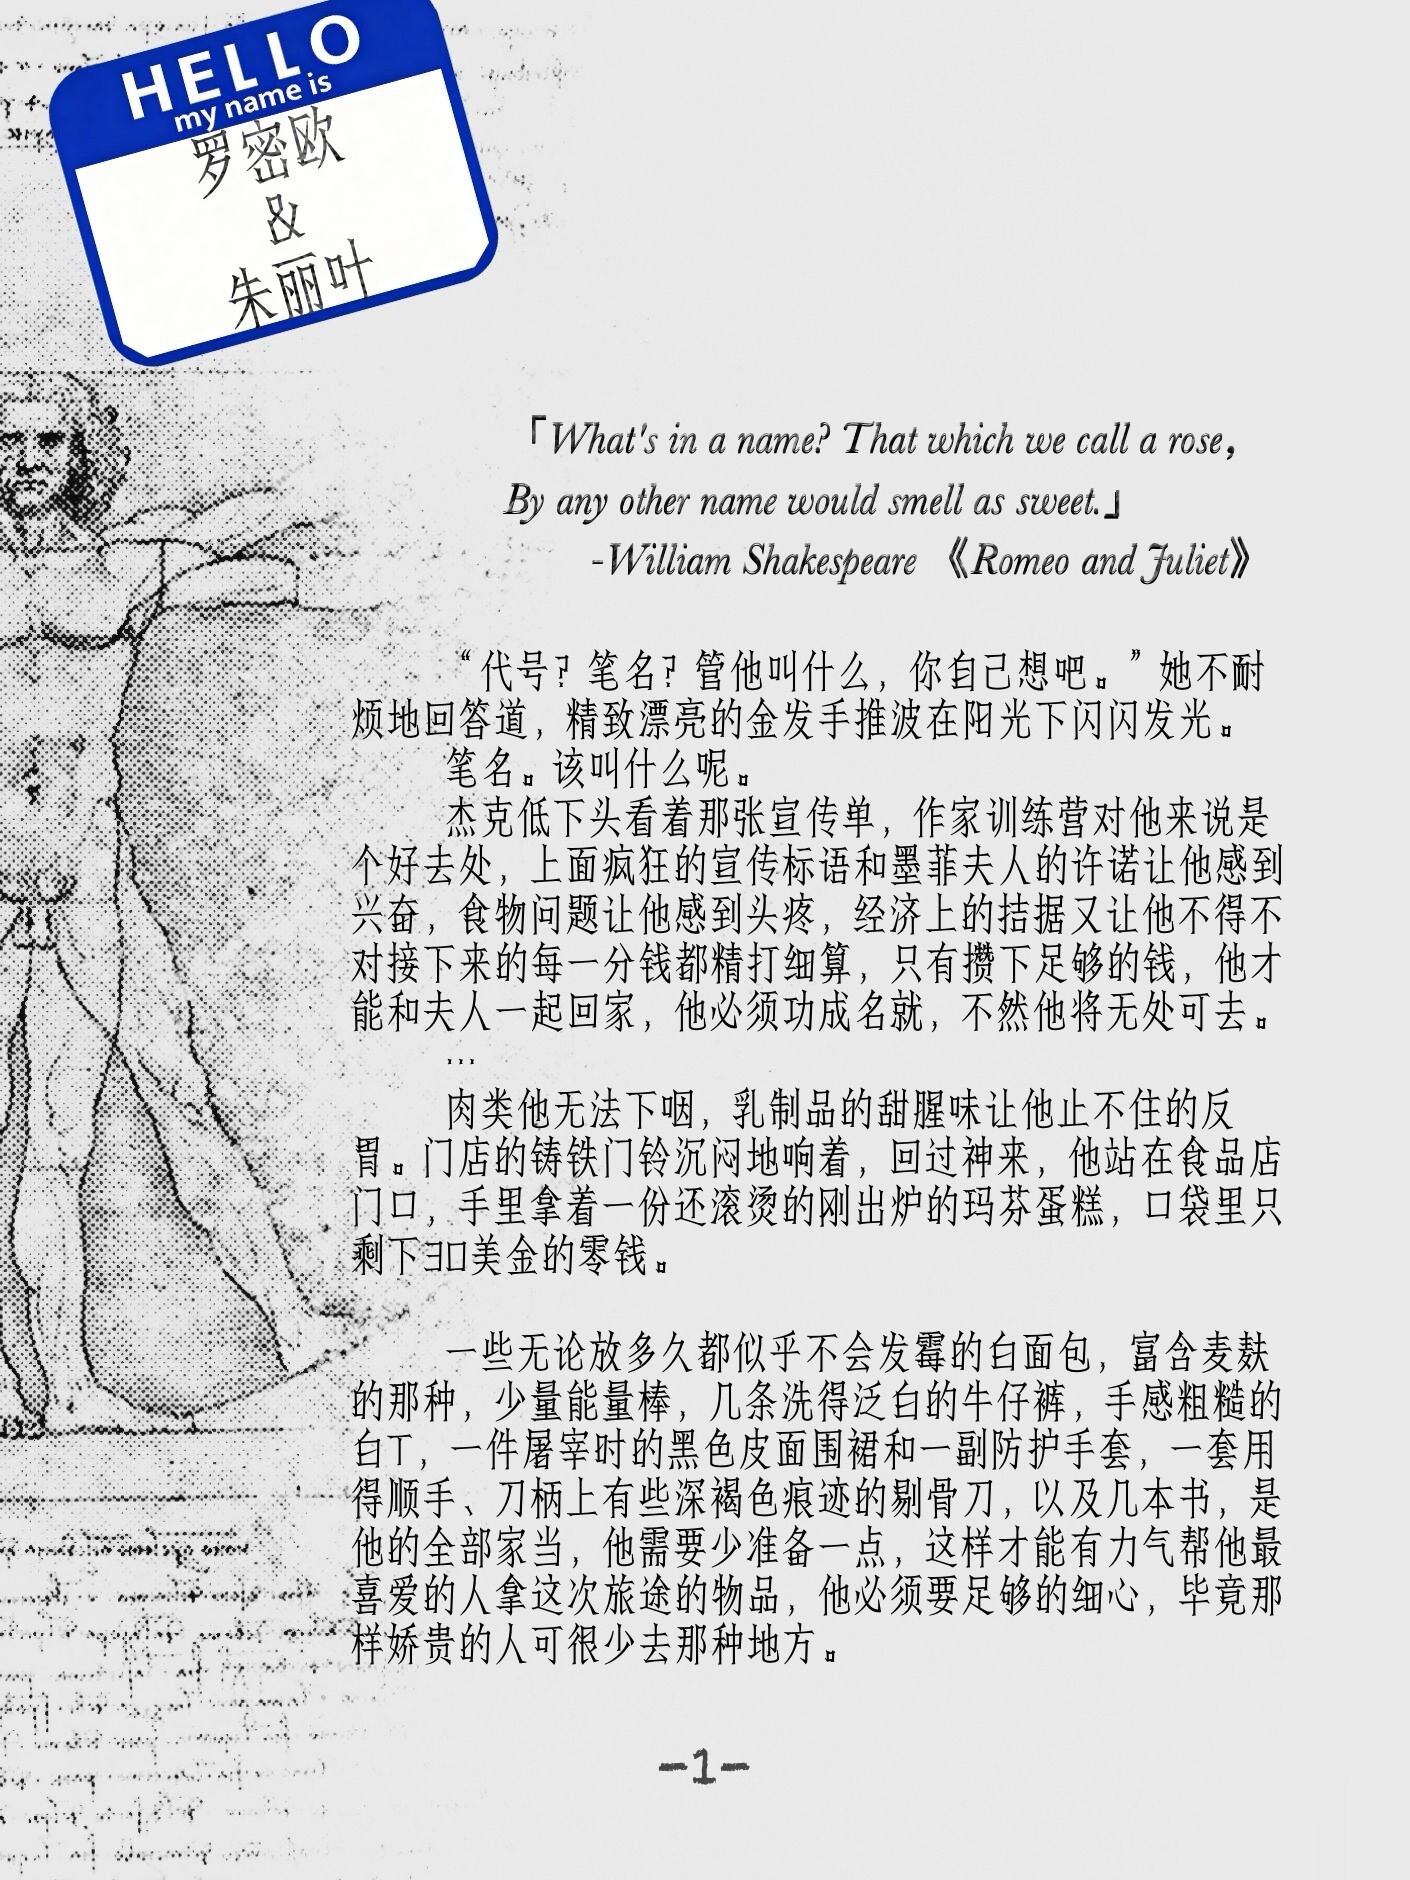 HELLO
my name is
罗密欧
&
朱丽叶
「What's in a name? That which we call a rose,
By any other name would smell as sweet.」
-William Shakespeare 《Romeo and Juliet》
“代号？笔名？管他叫什么，你自己想吧。”她不耐
烦地回答道，精致漂亮的金发手推波在阳光下闪闪发光。
笔名。该叫什么呢。
杰克低下头看着那张宣传单，作家训练营对他来说是
个好去处，上面疯狂的宣传标语和墨菲夫人的许诺让他感到
兴奋，食物问题让他感到头疼，经济上的拮据又让他不得不
对接下来的每一分钱都精打细算，只有攒下足够的钱，他才
能和夫人一起回家，他必须功成名就，不然他将无处可去。
...
肉类他无法下咽，乳制品的甜腥味让他止不住的反
胃。门店的铸铁门铃沉闷地响着，回过神来，他站在食品店
门口，手里拿着一份还滚烫的刚出炉的玛芬蛋糕，口袋里只
剩下30美金的零钱。
一些无论放多久都似乎不会发霉的白面包，富含麦麸
的那种，少量能量棒，几条洗得泛白的牛仔裤，手感粗糙的
白T，一件屠宰时的黑色皮面围裙和一副防护手套，一套用
得顺手、刀柄上有些深褐色痕迹的剔骨刀，以及几本书，是
他的全部家当，他需要少准备一点，这样才能有力气帮他最
喜爱的人拿这次旅途的物品，他必须要足够的细心，毕竟那
样娇贵的人可很少去那种地方。
-1-